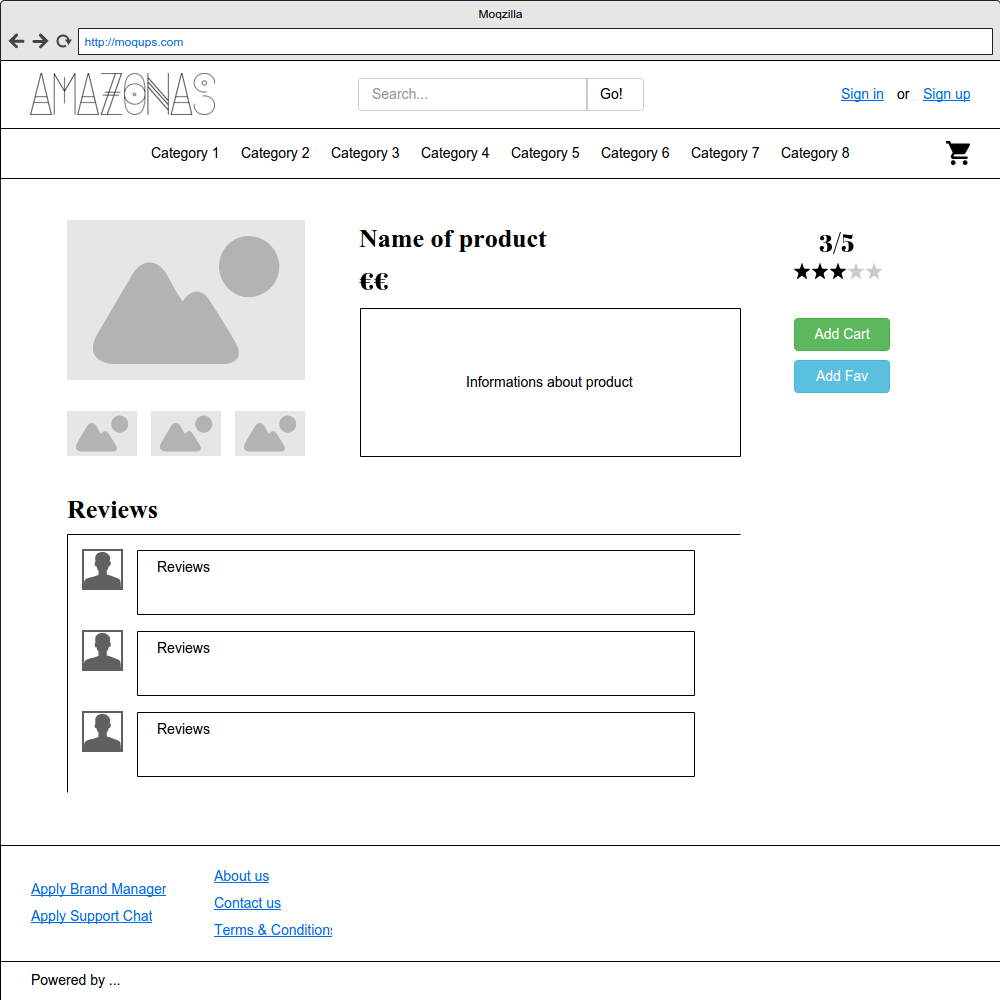 Moqzilla
http://moqups.com
AMAZZONAS
Search... Go!
Sign in or Sign up
Category 1 Category 2 Category 3 Category 4 Category 5 Category 6 Category 7 Category 8
Name of product
3/5
€€
Informations about product
Add Cart
Add Fav
Reviews
Reviews
Reviews
Reviews
Apply Brand Manager
Apply Support Chat
About us
Contact us
Terms & Conditions
Powered by ...